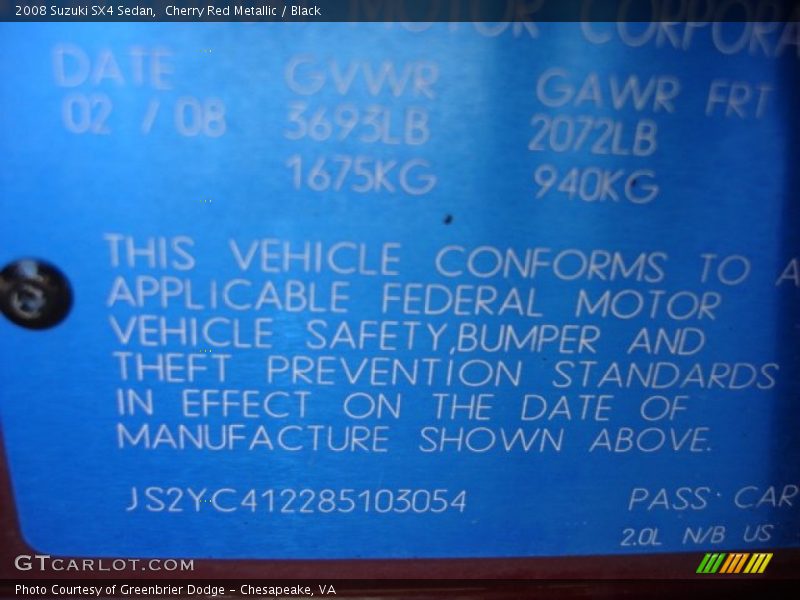 2008 Suzuki SX4 Sedan, Cherry Red Metallic / Black
MOTOR CORPORA
DATE GVWR GAWR FRT
02 / 08 3693LB 2072LB
1675KG 940KG
THIS VEHICLE CONFORMS TO A
APPLICABLE FEDERAL MOTOR
VEHICLE SAFETY,BUMPER AND
THEFT PREVENTION STANDARDS
IN EFFECT ON THE DATE OF
MANUFACTURE SHOWN ABOVE.
JS2YC412285103054 PASS CAR
2.0L N/B US
GTCARLOT.COM
Photo Courtesy of Greenbrier Dodge - Chesapeake, VA